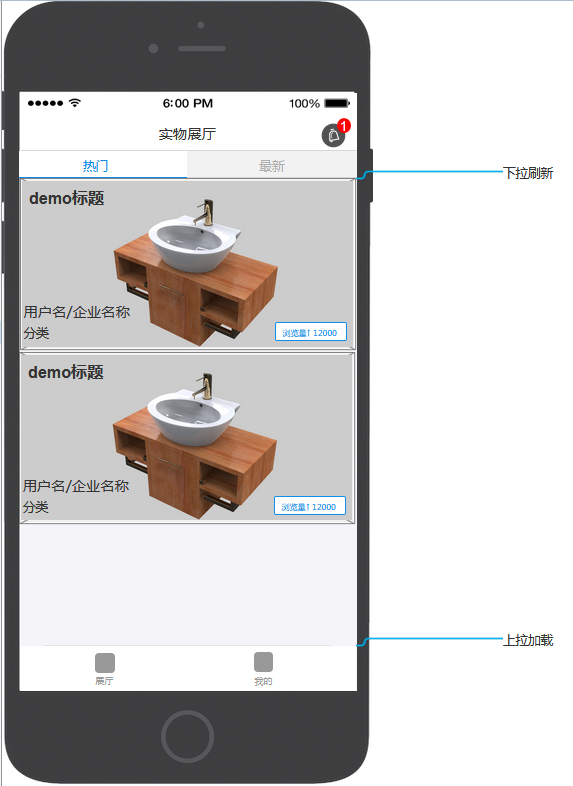 6:00 PM
100%
实物展厅
1
热门
最新
下拉刷新
demo标题
用户名/企业名称
分类
浏览量↑12000
demo标题
用户名/企业名称
分类
浏览量↑12000
上拉加载
展厅
我的